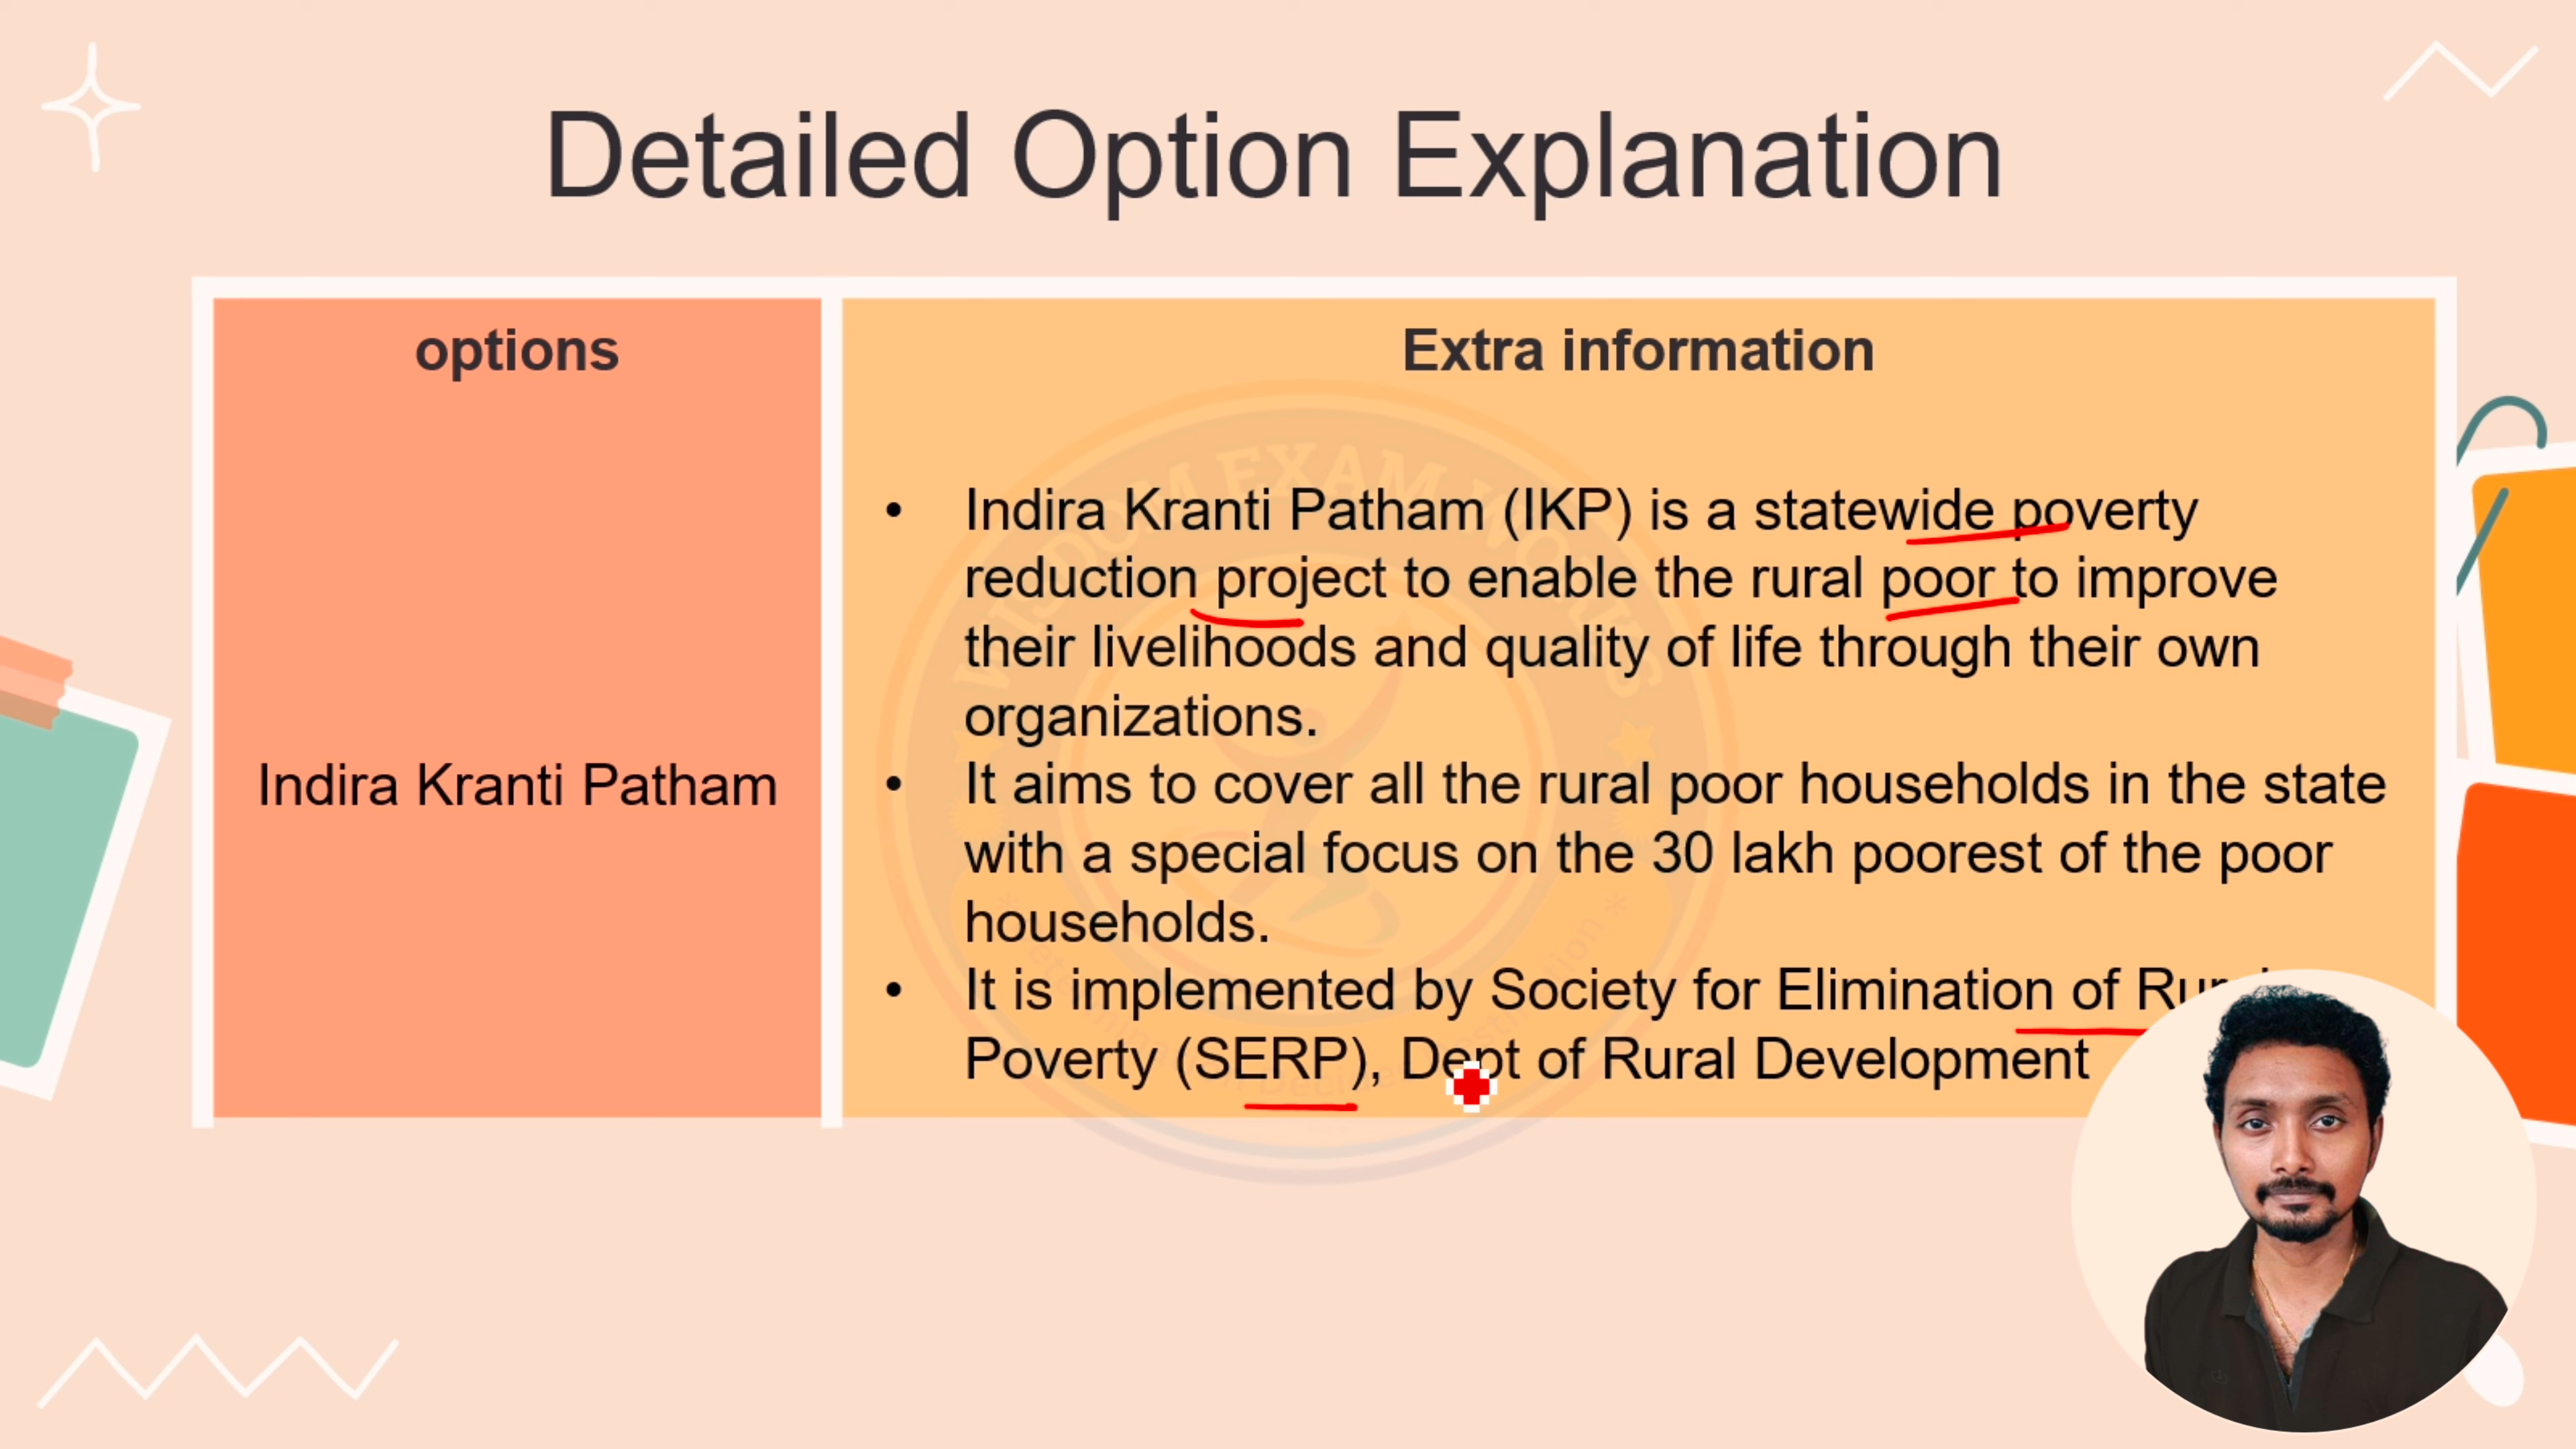 Detailed Option Explanation
options
Extra information
Indira Kranti Patham
• Indira Kranti Patham (IKP) is a statewide poverty
reduction project to enable the rural poor to improve
their livelihoods and quality of life through their own
organizations.
• It aims to cover all the rural poor households in the state
with a special focus on the 30 lakh poorest of the poor
households.
• It is implemented by Society for Elimination of
Poverty (SERP), Dept of Rural Development
WISDOM EXAM WORKS